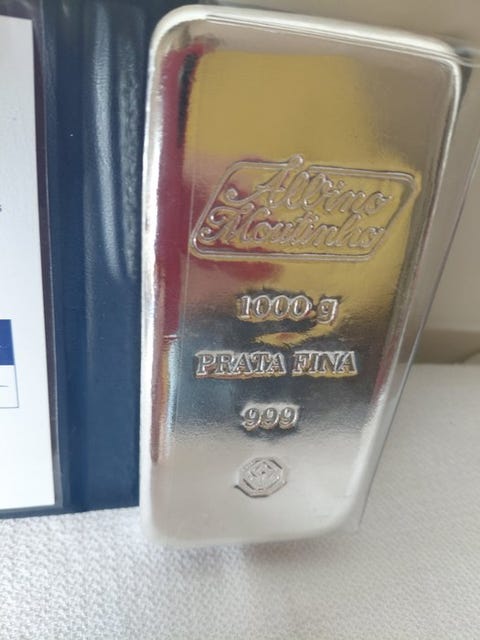 Albino
Moutinho
1000 g
PRATA FINA
999